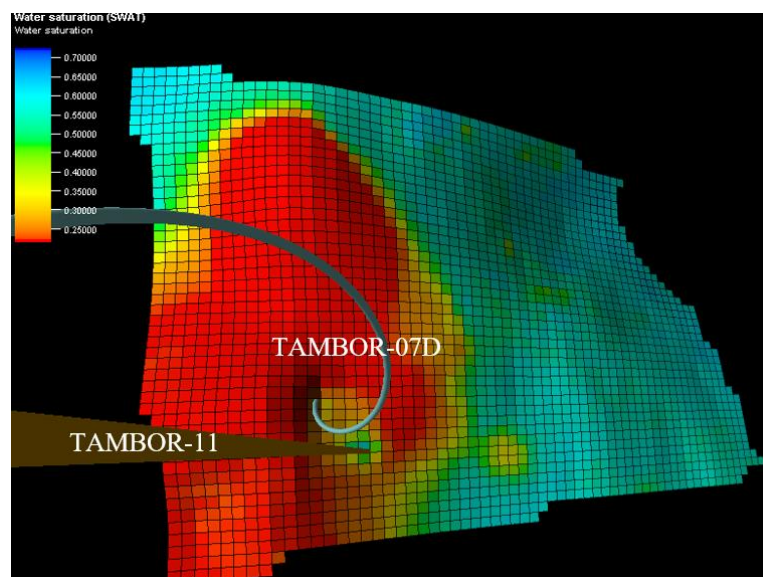 Water saturation (SWAT)
Water saturation
0.70000
0.65000
0.60000
0.55000
0.50000
0.45000
0.40000
0.35000
0.30000
0.25000
TAMBOR-07D
TAMBOR-11